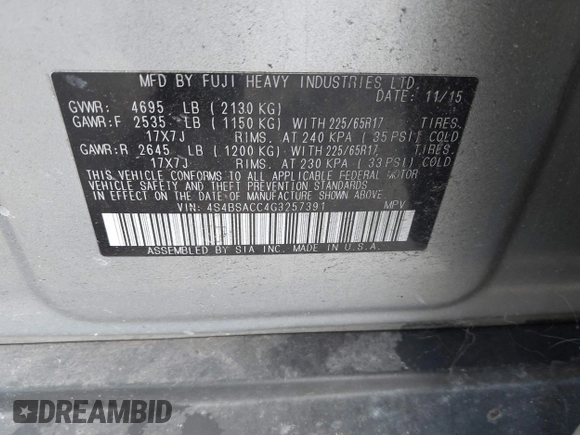 MFD BY FUJI HEAVY INDUSTRIES LTD.
DATE: 11/15
GVWR: 4695 LB (2130 KG)
GAWR:F 2535 LB (1150 KG) WITH 225/65R17 TIRES,
17X7J RIMS, AT 240 KPA (35 PSI) COLD
GAWR:R 2645 LB (1200 KG) WITH 225/65R17 TIRES,
17X7J RIMS, AT 230 KPA (33 PSI) COLD
THIS VEHICLE CONFORMS TO ALL APPLICABLE FEDERAL MOTOR
VEHICLE SAFETY AND THEFT PREVENTION STANDARDS
IN EFFECT ON THE DATE OF MANUFACTURE SHOWN ABOVE.
VIN: 4S4BSACC4G3257391 MPV
ASSEMBLED BY SIA INC. MADE IN U.S.A.
DREAMBID